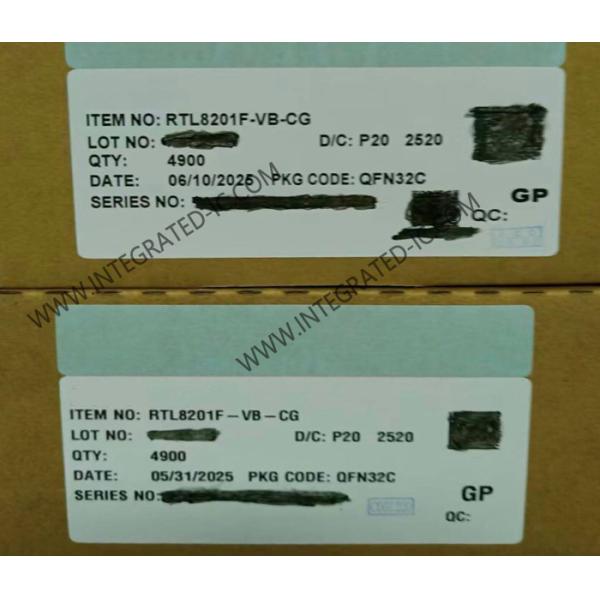 ITEM NO: RTL8201F-VB-CG
LOT NO: D/C: P20 2520
QTY: 4900
DATE: 06/10/2025 PKG CODE: QFN32C
SERIES NO:
GP
QC:
WWW.INTEGRATED-IC.COM
WWW.INTEGRATED-IC.COM
ITEM NO: RTL8201F-VB-CG
LOT NO: D/C: P20 2520
QTY: 4900
DATE: 05/31/2025 PKG CODE: QFN32C
SERIES NO:
GP
QC: